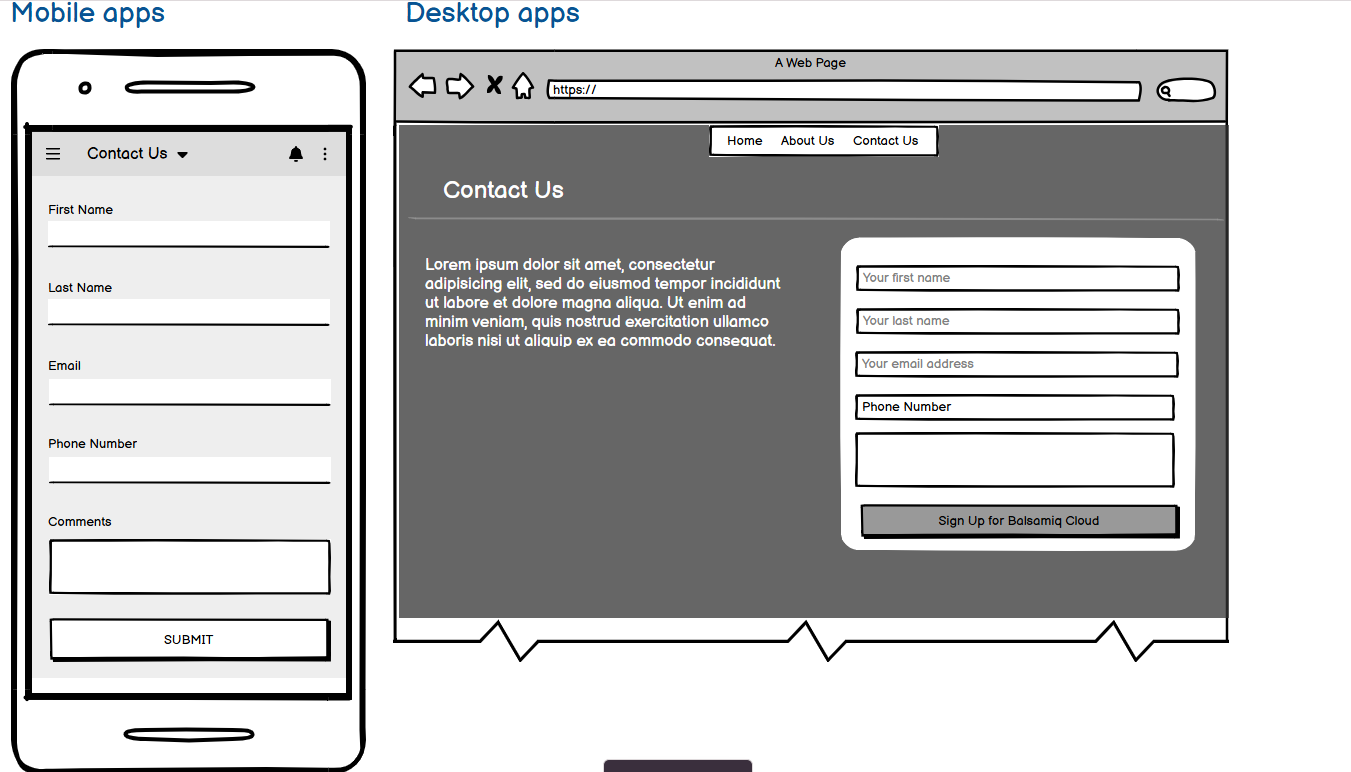 Mobile apps
Desktop apps
Contact Us
First Name
Last Name
Email
Phone Number
Comments
SUBMIT
A Web Page
https://
Home About Us Contact Us
Contact Us
Lorem ipsum dolor sit amet, consectetur
adipisicing elit, sed do eiusmod tempor incididunt
ut labore et dolore magna aliqua. Ut enim ad
minim veniam, quis nostrud exercitation ullamco
laboris nisi ut aliquip ex ea commodo consequat.
Your first name
Your last name
Your email address
Phone Number
Sign Up for Balsamiq Cloud